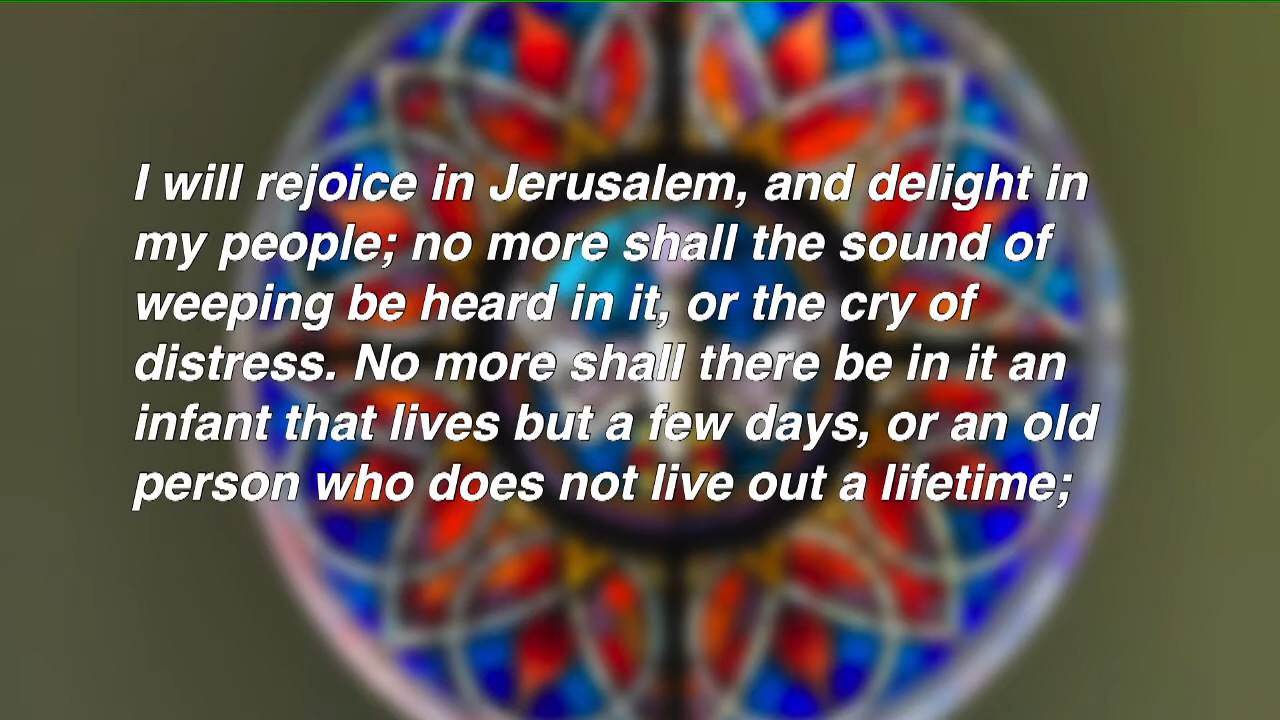 I will rejoice in Jerusalem, and delight in
my people; no more shall the sound of
weeping be heard in it, or the cry of
distress. No more shall there be in it an
infant that lives but a few days, or an old
person who does not live out a lifetime;